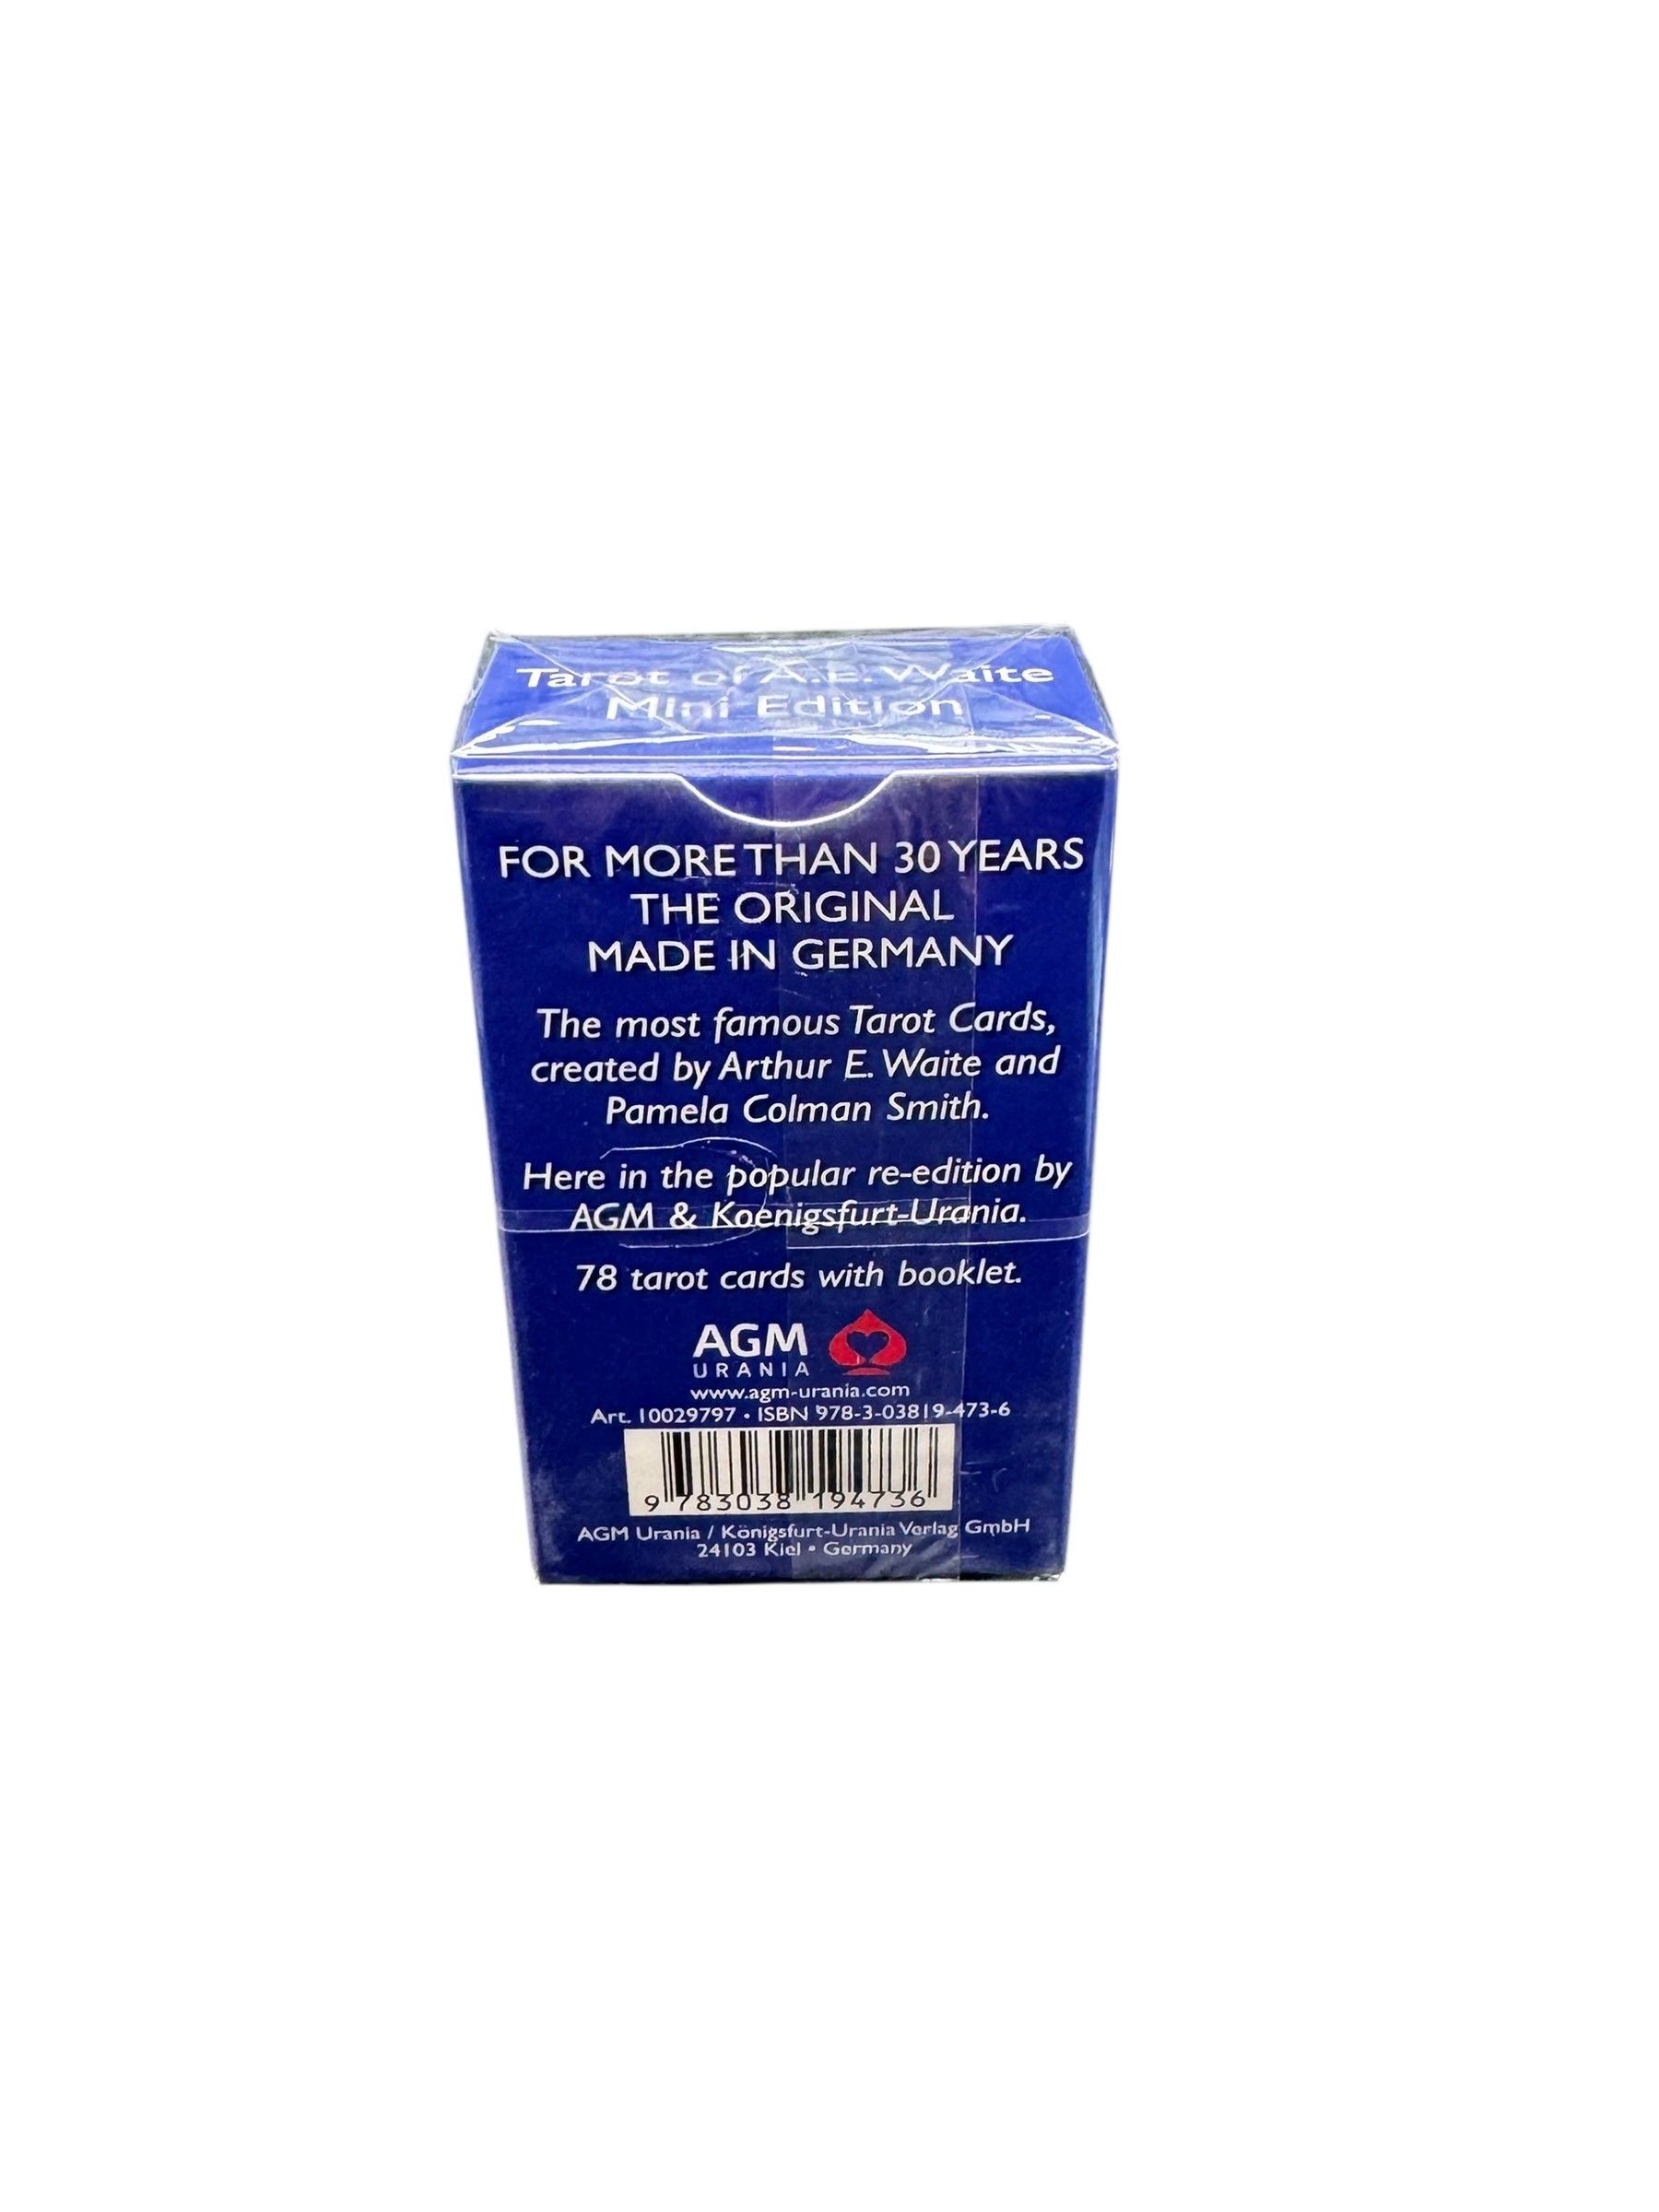 Tarot of A.E. Waite
Mini Edition
FOR MORE THAN 30 YEARS
THE ORIGINAL
MADE IN GERMANY
The most famous Tarot Cards,
created by Arthur E. Waite and
Pamela Colman Smith.
Here in the popular re-edition by
AGM & Koenigsfurt-Urania.
78 tarot cards with booklet.
AGM
URANIA
www.agm-urania.com
Art. 10029797 • ISBN 978-3-03819-473-6
9 783038 194736
AGM Urania / Königsfurt-Urania Verlag GmbH
24103 Kiel • Germany